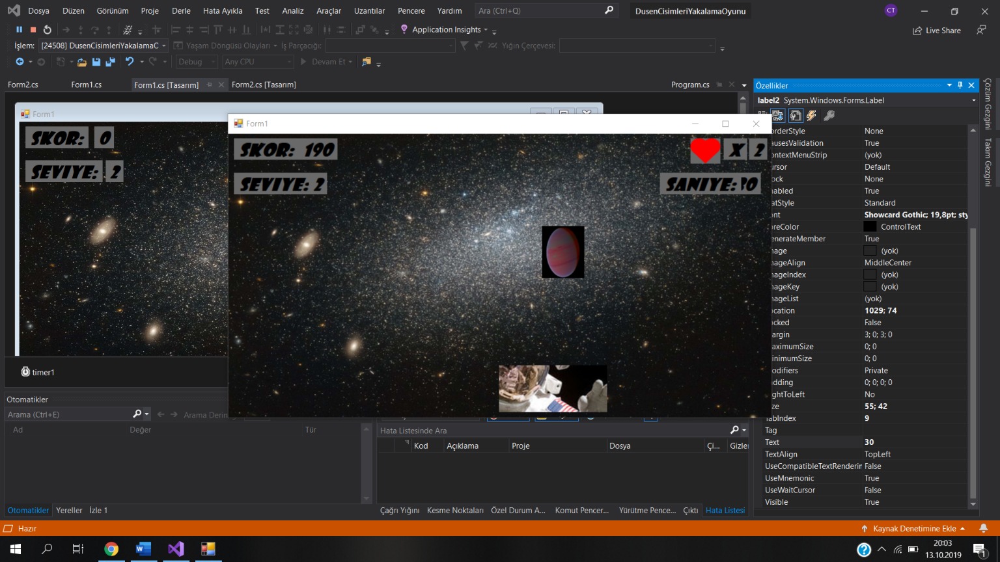 Dosya Düzen Görünüm Proje Derle Hata Ayıkla Test Analiz Araçlar Uzantılar Pencere Yardım Ara (Ctrl+Q) DusenCisimleriYakalamaOyunu CT
Application Insights Live Share
İşlem: [24508] DusenCisimleriYakalamaO Yaşam Döngüsü Olayları İş Parçacığı: Yığın Çerçevesi:
Debug Any CPU Devam Et
Form2.cs Form1.cs Form1.cs [Tasarım] Form2.cs [Tasarım] Program.cs
Form1
SKOR: 0
SEVIYE: 2
timer1
Form1
SKOR: 190 X 2
SEVIYE: 2 SANIYE:
Özellikler
label2 System.Windows.Forms.Label
orderStyle None
ausesValidation True
ontextMenuStrip (yok)
ursor Default
ock None
nabled True
atStyle Standard
ont Showcard Gothic; 19,8pt; sty
oreColor ControlText
enerateMember True
mage (yok)
mageAlign MiddleCenter
mageIndex (yok)
mageKey (yok)
mageList (yok)
ocation 1029; 74
ocked False
argin 3; 0; 3; 0
aximumSize 0; 0
inimumSize 0; 0
odifiers Private
dding 0; 0; 0; 0
ghtToLeft No
ze 55; 42
abIndex 9
Tag
Text 30
TextAlign TopLeft
UseCompatibleTextRenderin False
UseMnemonic True
UseWaitCursor False
Visible True
Çözüm Gezgini
Takım Gezgini
Otomatikler
Arama (Ctrl+E) Arama Derin
Ad Değer Tür
Otomatikler Yereller İzle 1
Hata Listesinde Ara
Kod Açıklama Proje Dosya Çi... Gizler
Çağrı Yığını Kesme Noktaları Özel Durum A... Komut Pencer... Yürütme Pence... Çıktı Hata Listesi
Hazır Kaynak Denetimine Ekle
20:03
13.10.2019
1